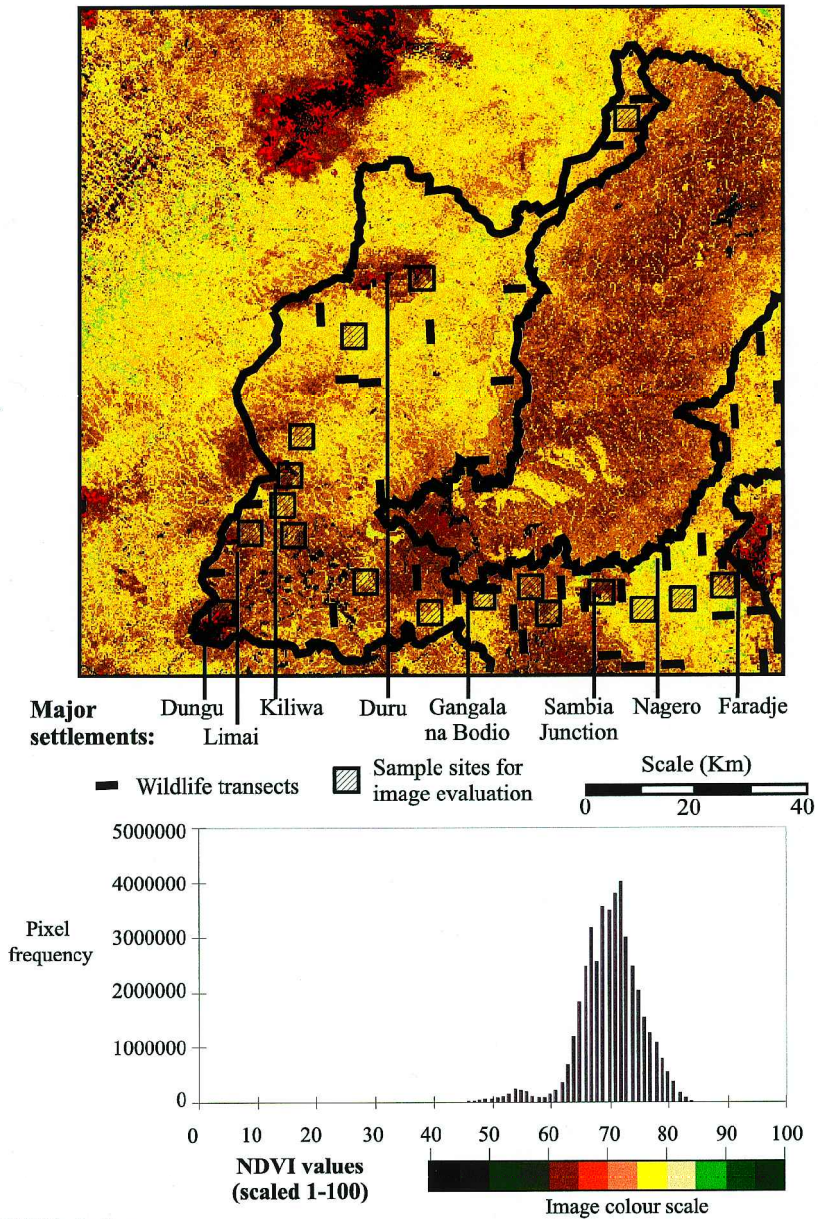 Major
settlements:
Dungu
Limai
Kiliwa
Duru
Gangala
na Bodio
Sambia
Junction
Nagero
Faradje
Wildlife transects
Sample sites for
image evaluation
Scale (Km)
0 20 40
5000000
4000000
3000000
2000000
1000000
0
Pixel
frequency
0 10 20 30 40 50 60 70 80 90 100
NDVI values
(scaled 1-100)
Image colour scale